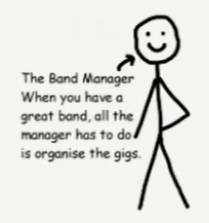 The Band Manager
When you have a
great band, all the
manager has to do
is organise the gigs.